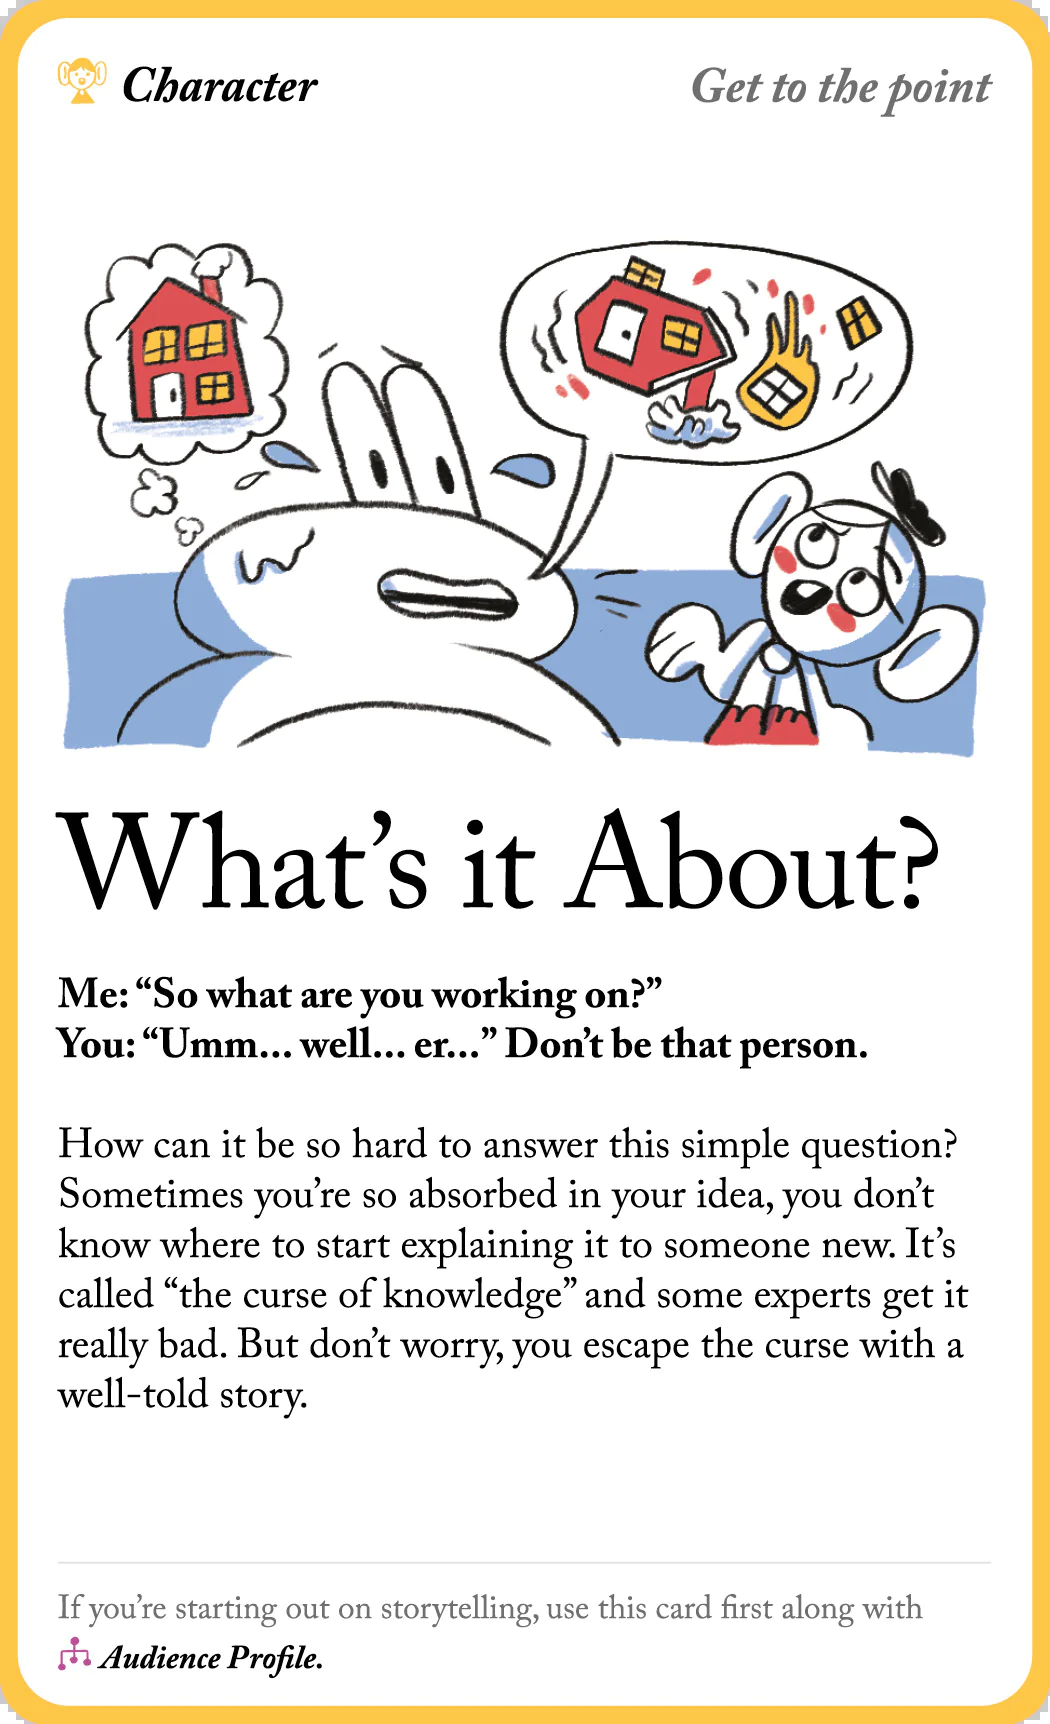 Character
Get to the point
What’s it About?
Me: “So what are you working on?”
You: “Umm... well... er...” Don’t be that person.
How can it be so hard to answer this simple question?
Sometimes you’re so absorbed in your idea, you don’t
know where to start explaining it to someone new. It’s
called “the curse of knowledge” and some experts get it
really bad. But don’t worry, you escape the curse with a
well-told story.
If you’re starting out on storytelling, use this card first along with
Audience Profile.